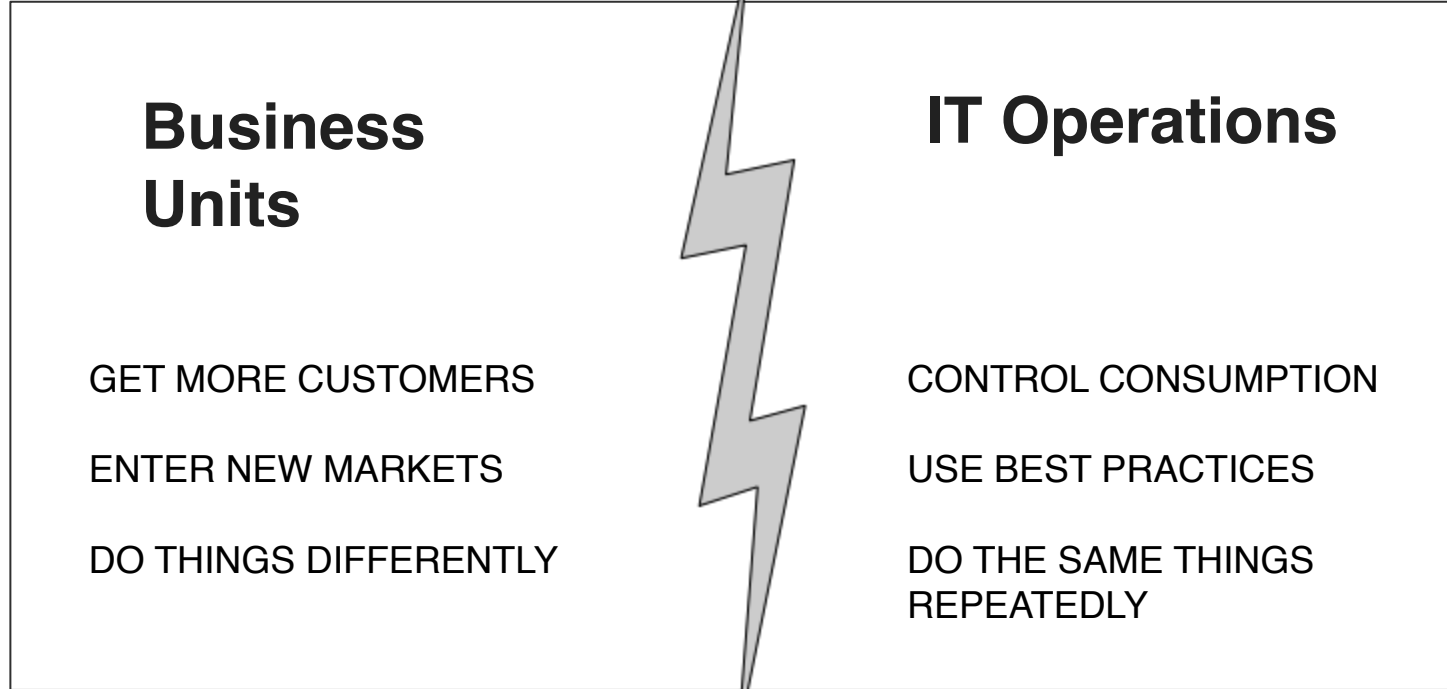 Business
Units
GET MORE CUSTOMERS
ENTER NEW MARKETS
DO THINGS DIFFERENTLY
IT Operations
CONTROL CONSUMPTION
USE BEST PRACTICES
DO THE SAME THINGS
REPEATEDLY